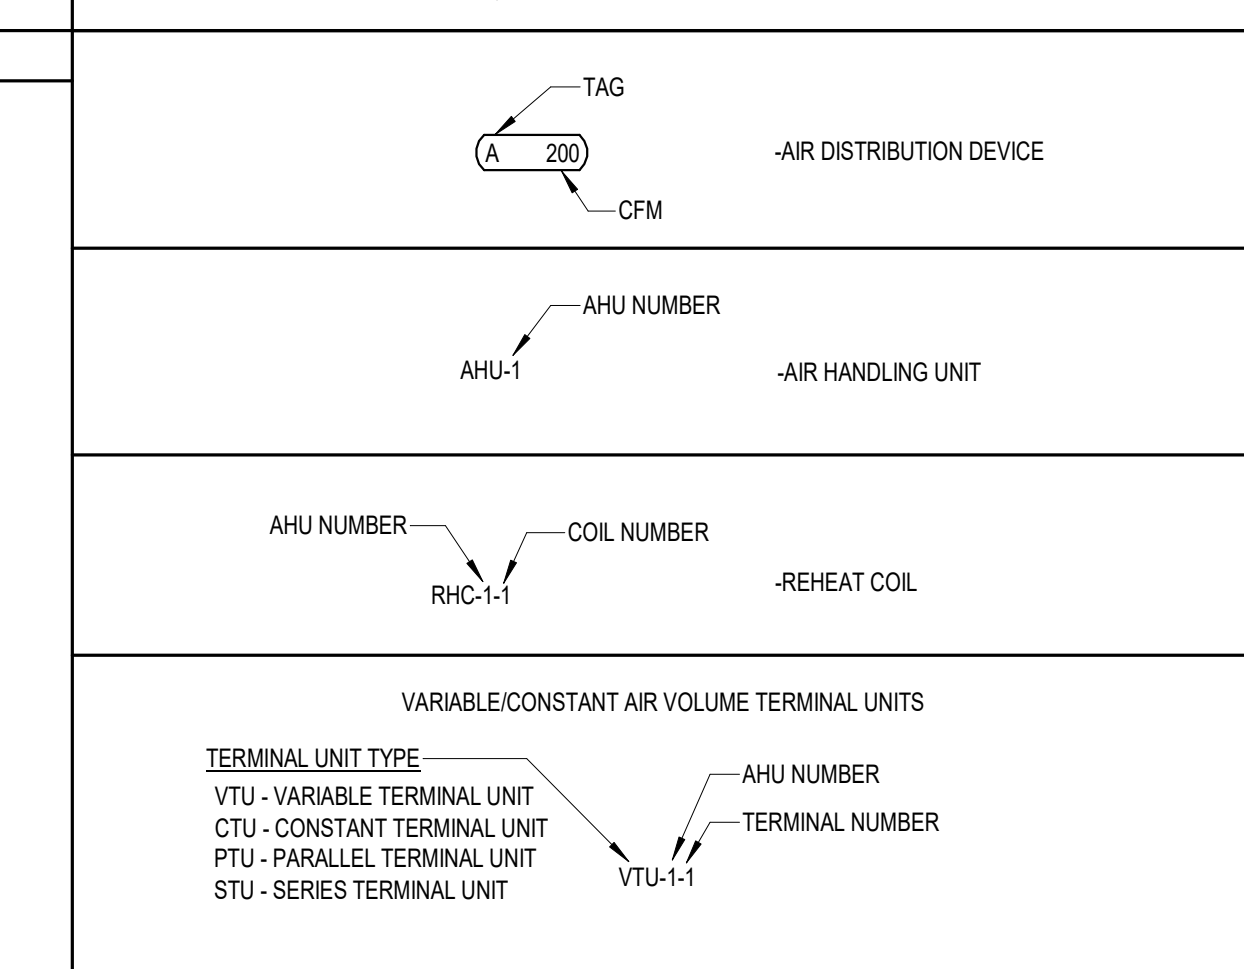 TAG
A 200
-AIR DISTRIBUTION DEVICE
CFM
AHU NUMBER
AHU-1
-AIR HANDLING UNIT
AHU NUMBER
COIL NUMBER
RHC-1-1
-REHEAT COIL
VARIABLE/CONSTANT AIR VOLUME TERMINAL UNITS
TERMINAL UNIT TYPE
VTU - VARIABLE TERMINAL UNIT
CTU - CONSTANT TERMINAL UNIT
PTU - PARALLEL TERMINAL UNIT
STU - SERIES TERMINAL UNIT
AHU NUMBER
TERMINAL NUMBER
VTU-1-1